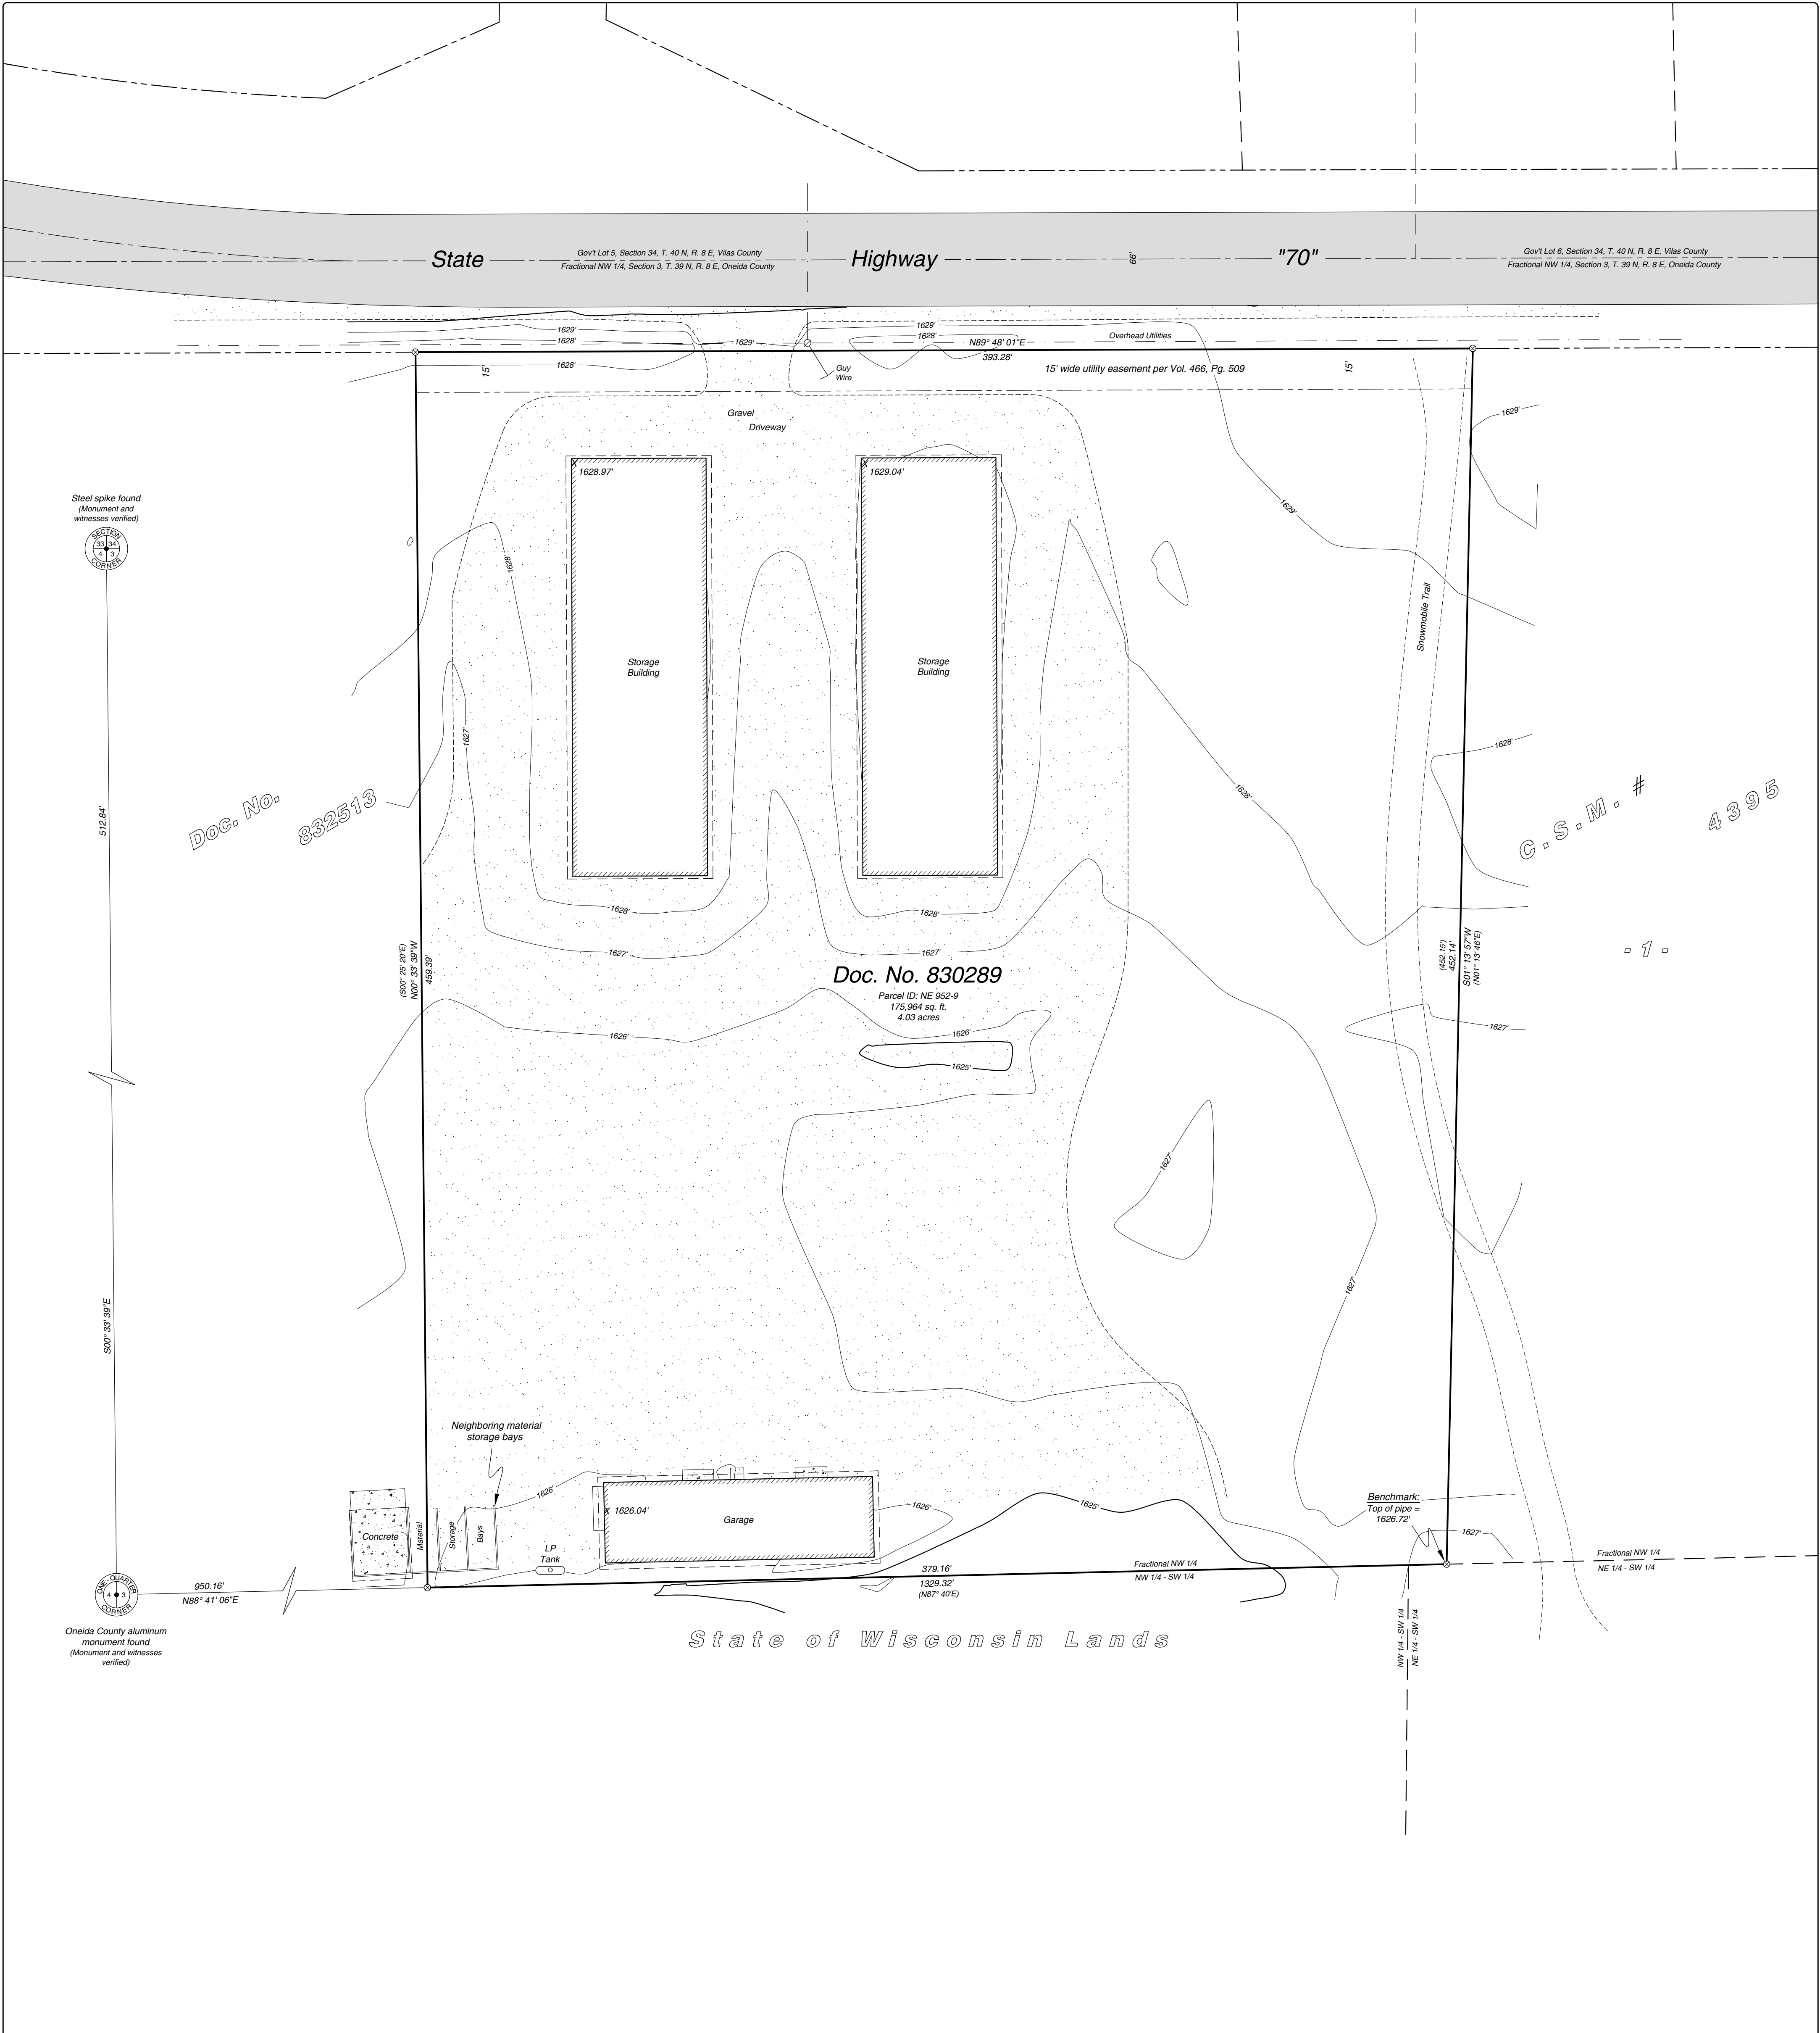 State
Highway
"70"
66'
Gov't Lot 5, Section 34, T. 40 N, R. 8 E, Vilas County
Fractional NW 1/4, Section 3, T. 39 N, R. 8 E, Oneida County
Gov't Lot 6, Section 34, T. 40 N, R. 8 E, Vilas County
Fractional NW 1/4, Section 3, T. 39 N, R. 8 E, Oneida County
1629'
1628'
1629'
1628'
1629'
1628'
N89° 48' 01"E
393.28'
Overhead Utilities
15'
Guy
Wire
15' wide utility easement per Vol. 466, Pg. 509
15'
Gravel
Driveway
1629'
1628.97'
1629.04'
1629'
Steel spike found
(Monument and
witnesses verified)
SECTION
33 34
4 3
CORNER
1628'
Snowmobile Trail
Storage
Building
Storage
Building
1627'
1628'
1628'
512.84'
Doc. No.
832513
C.S.M. #
4395
1628'
1628'
1627'
1627'
- 1 -
(S00° 25' 20"E)
N00° 33' 39"W
459.39'
(452.15')
452.14'
S01° 13' 57"W
(N01° 13' 46"E)
Doc. No. 830289
Parcel ID: NE 952-9
175,964 sq. ft.
4.03 acres
1626'
1626'
1625'
1627'
1627'
1627'
S00° 33' 39"E
Neighboring material
storage bays
1626'
1626.04'
Garage
1626'
1625'
Benchmark:
Top of pipe =
1626.72'
1627'
Concrete
Material
Storage
Bays
LP
Tank
Fractional NW 1/4
NE 1/4 - SW 1/4
Fractional NW 1/4
NW 1/4 - SW 1/4
379.16'
1329.32'
(N87° 40'E)
ONE-QUARTER
4 3
CORNER
950.16'
N88° 41' 06"E
Oneida County aluminum
monument found
(Monument and witnesses
verified)
State of Wisconsin Lands
NW 1/4 - SW 1/4
NE 1/4 - SW 1/4